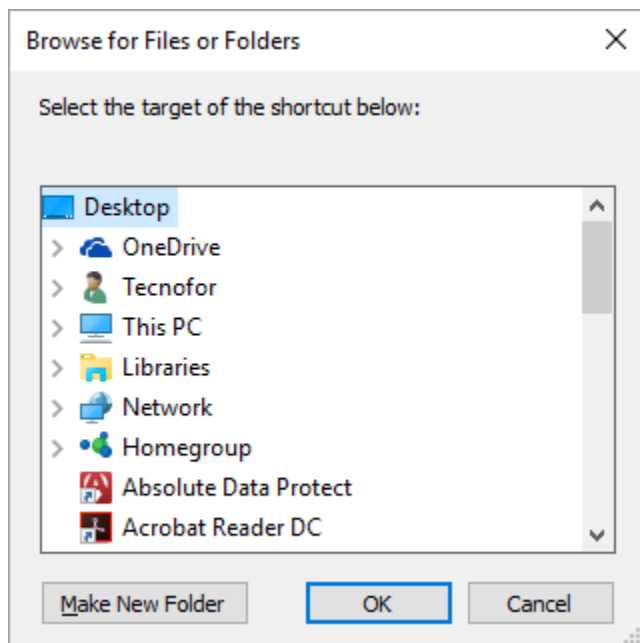 Browse for Files or Folders
Select the target of the shortcut below:
Desktop
OneDrive
Tecnofor
This PC
Libraries
Network
Homegroup
Absolute Data Protect
Acrobat Reader DC
Make New Folder
OK
Cancel